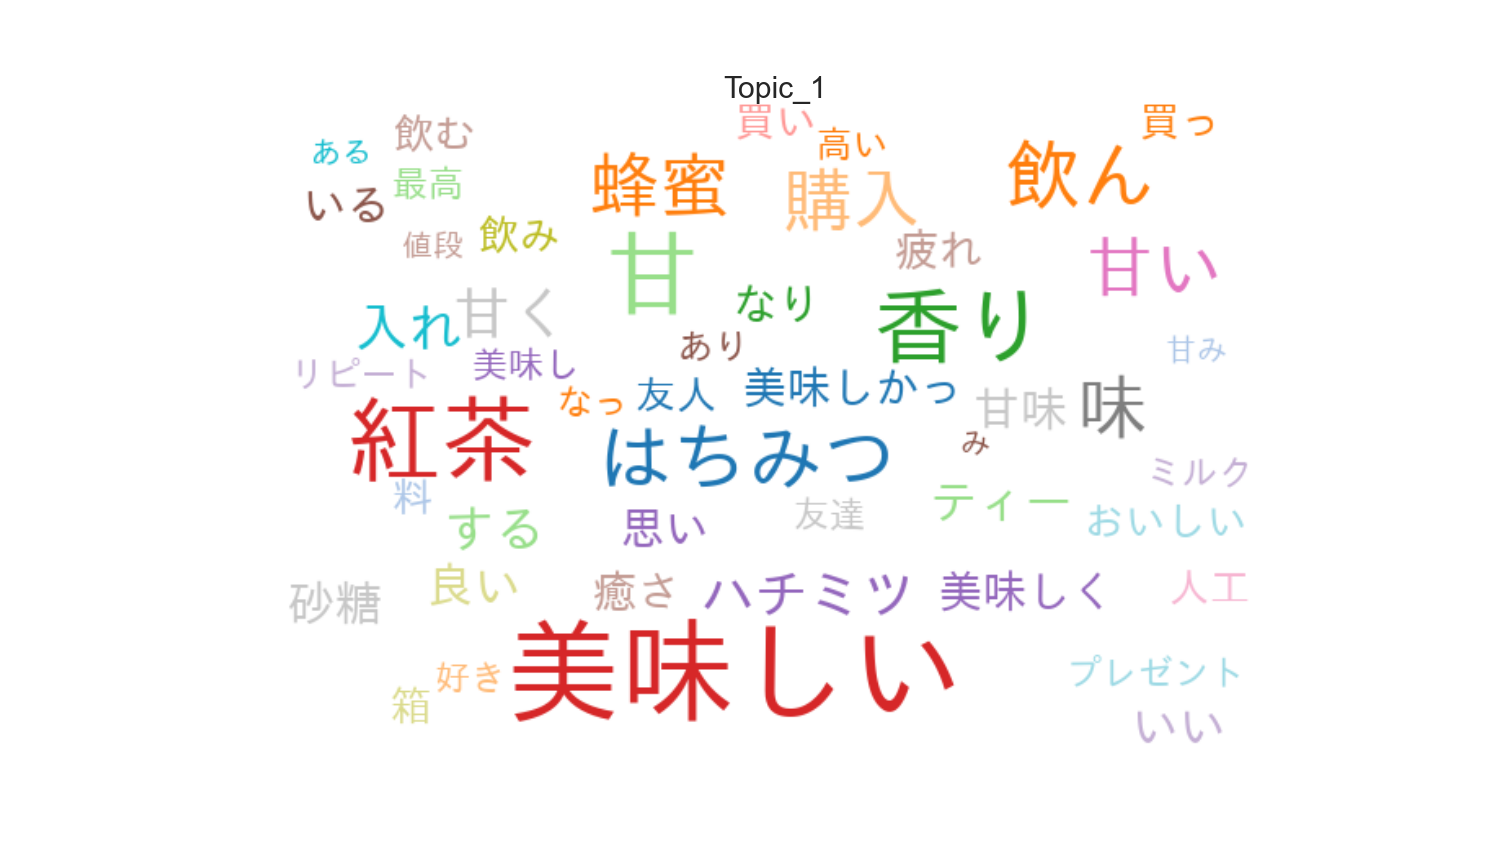 Topic_1
買い
買っ
飲む
ある
高い
最高
蜂蜜
購入
飲ん
いる
値段
飲み
甘
疲れ
甘い
入れ
甘く
なり
香り
あり
甘み
リピート
美味し
なっ
友人
美味しかっ
甘味
味
紅茶
はちみつ
み
ミルク
料
する
思い
友達
ティー
おいしい
砂糖
良い
癒さ
ハチミツ
美味しく
人工
美味しい
好き
箱
プレゼント
いい